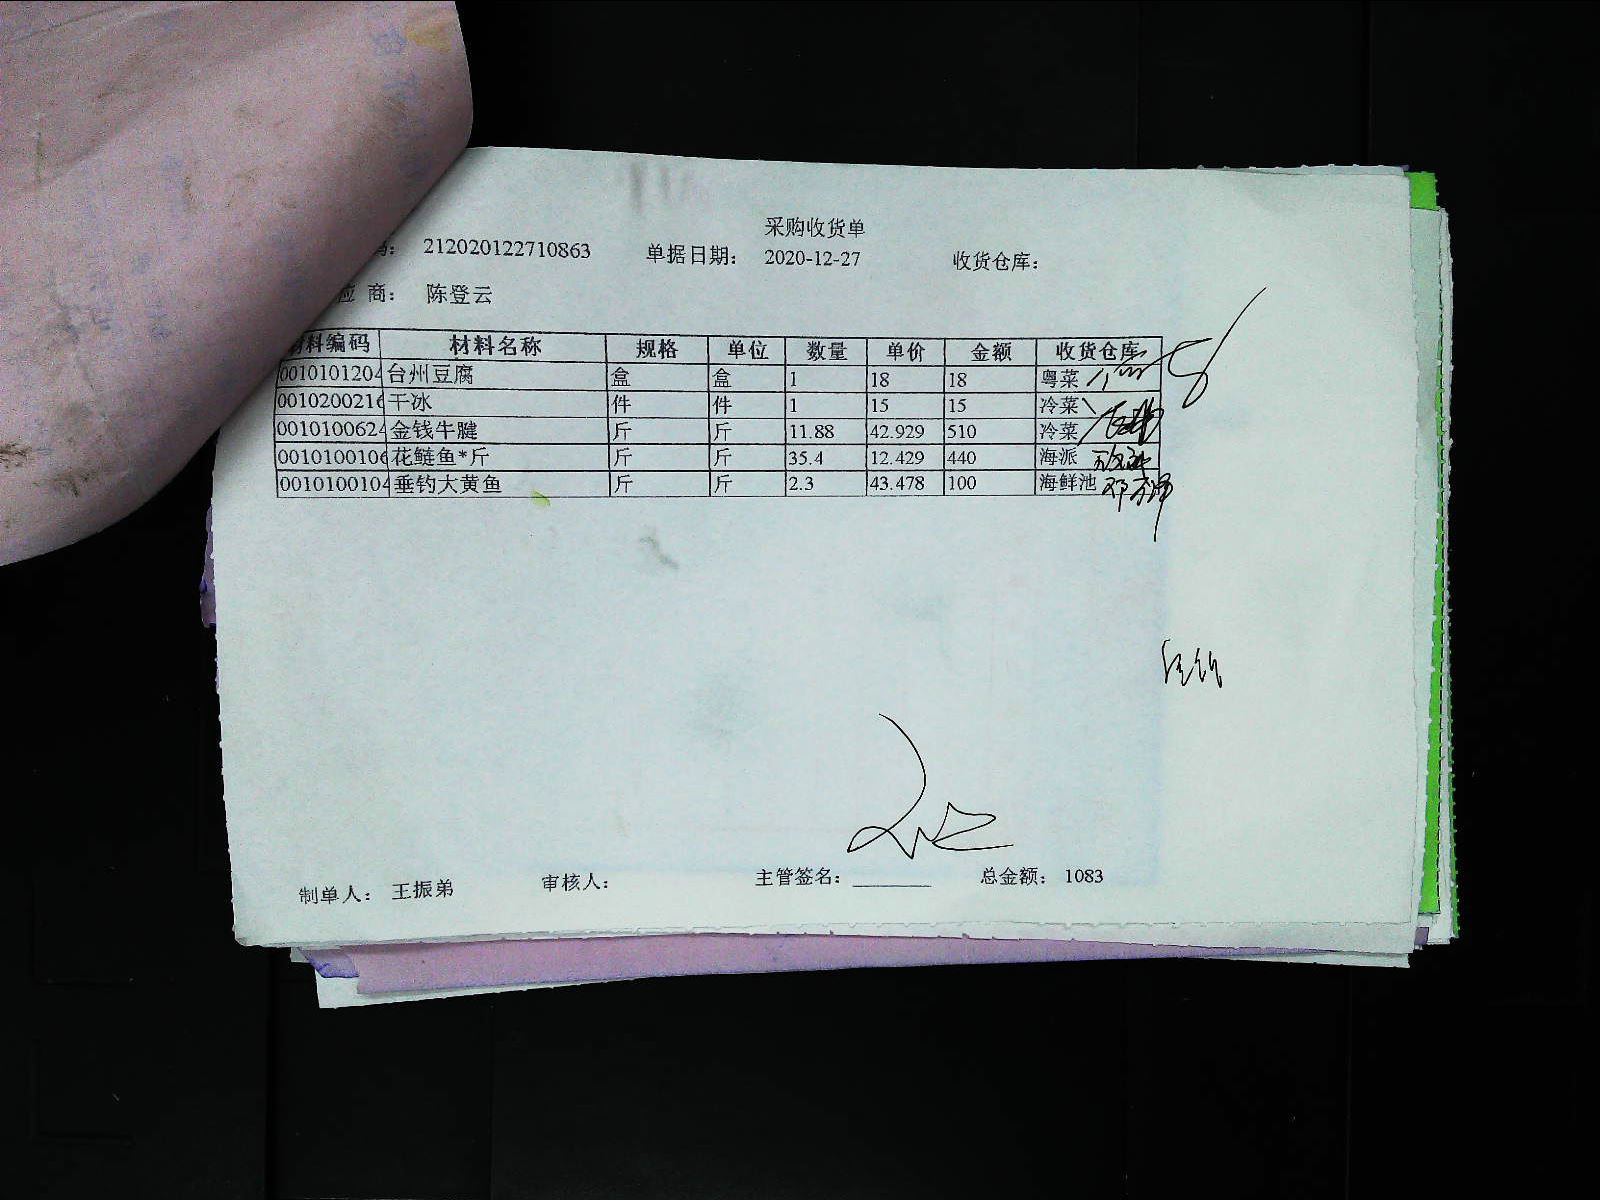 采购收货单
码： 212020122710863 单据日期： 2020-12-27 收货仓库：
应 商： 陈登云
材料编码 材料名称 规格 单位 数量 单价 金额 收货仓库
0010101204 台州豆腐 盒 盒 1 18 18 粤菜
0010200216 干冰 件 件 1 15 15 冷菜
0010100624 金钱牛腱 斤 斤 11.88 42.929 510 冷菜
0010100106 花鲢鱼*斤 斤 斤 35.4 12.429 440 海派
0010100104 垂钓大黄鱼 斤 斤 2.3 43.478 100 海鲜池
制单人： 王振弟 审核人： 主管签名： 总金额： 1083